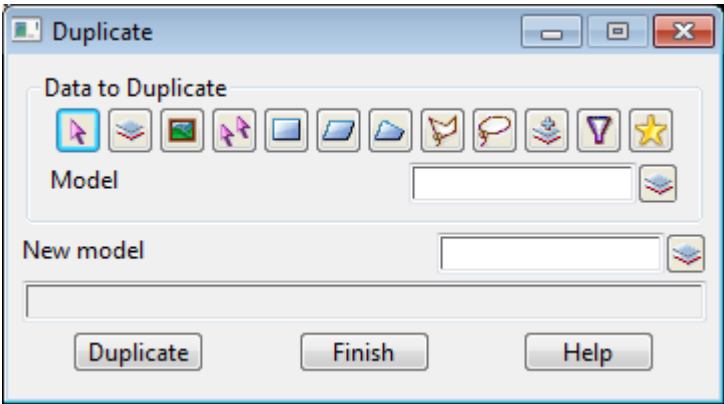 Duplicate
Data to Duplicate
Model
New model
Duplicate Finish Help